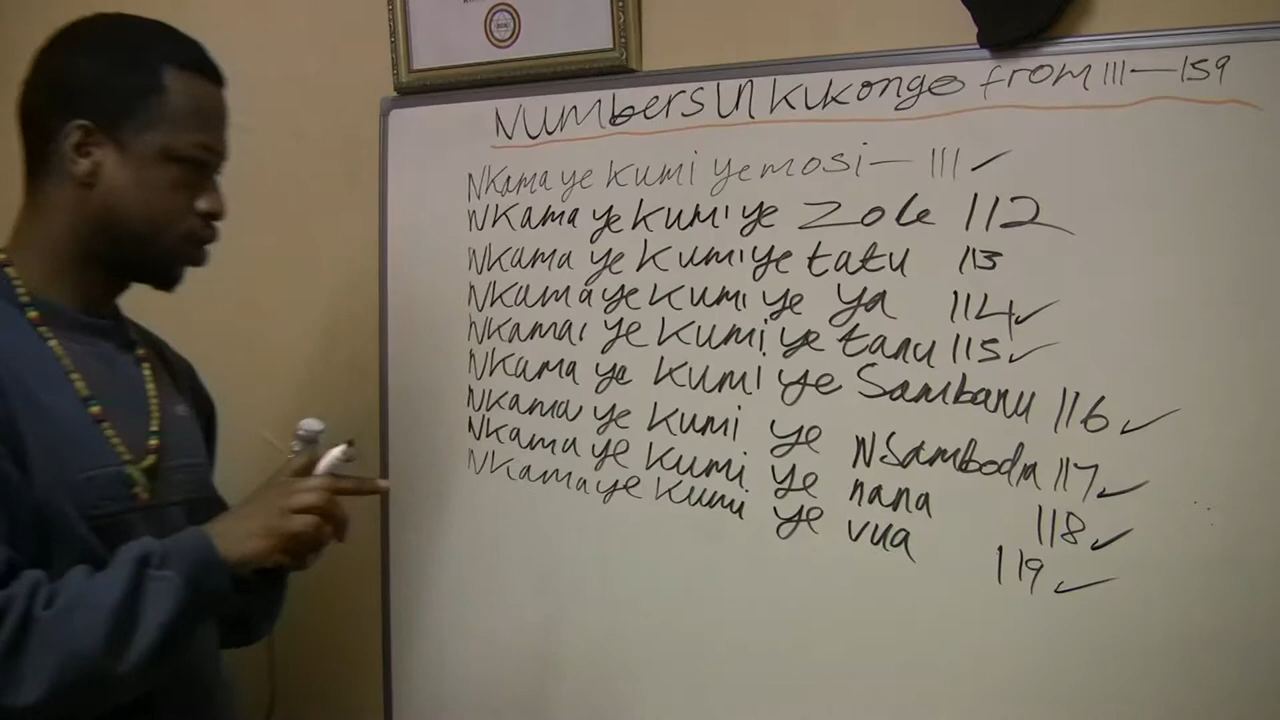 Numbers in kikongo from 111-159
Nkama ye kumi ye mosi - 111 ✓
Nkama ye kumi ye zole 112
Nkama ye kumi ye tatu 113
Nkama ye kumi ye ya 114 ✓
Nkama ye kumi ye tanu 115 ✓
Nkama ye kumi ye Sambanu 116 ✓
Nkama ye kumi ye NSambodia 117 ✓
Nkama ye kumi ye nana 118 ✓
Nkama ye kumi ye vua 119 ✓